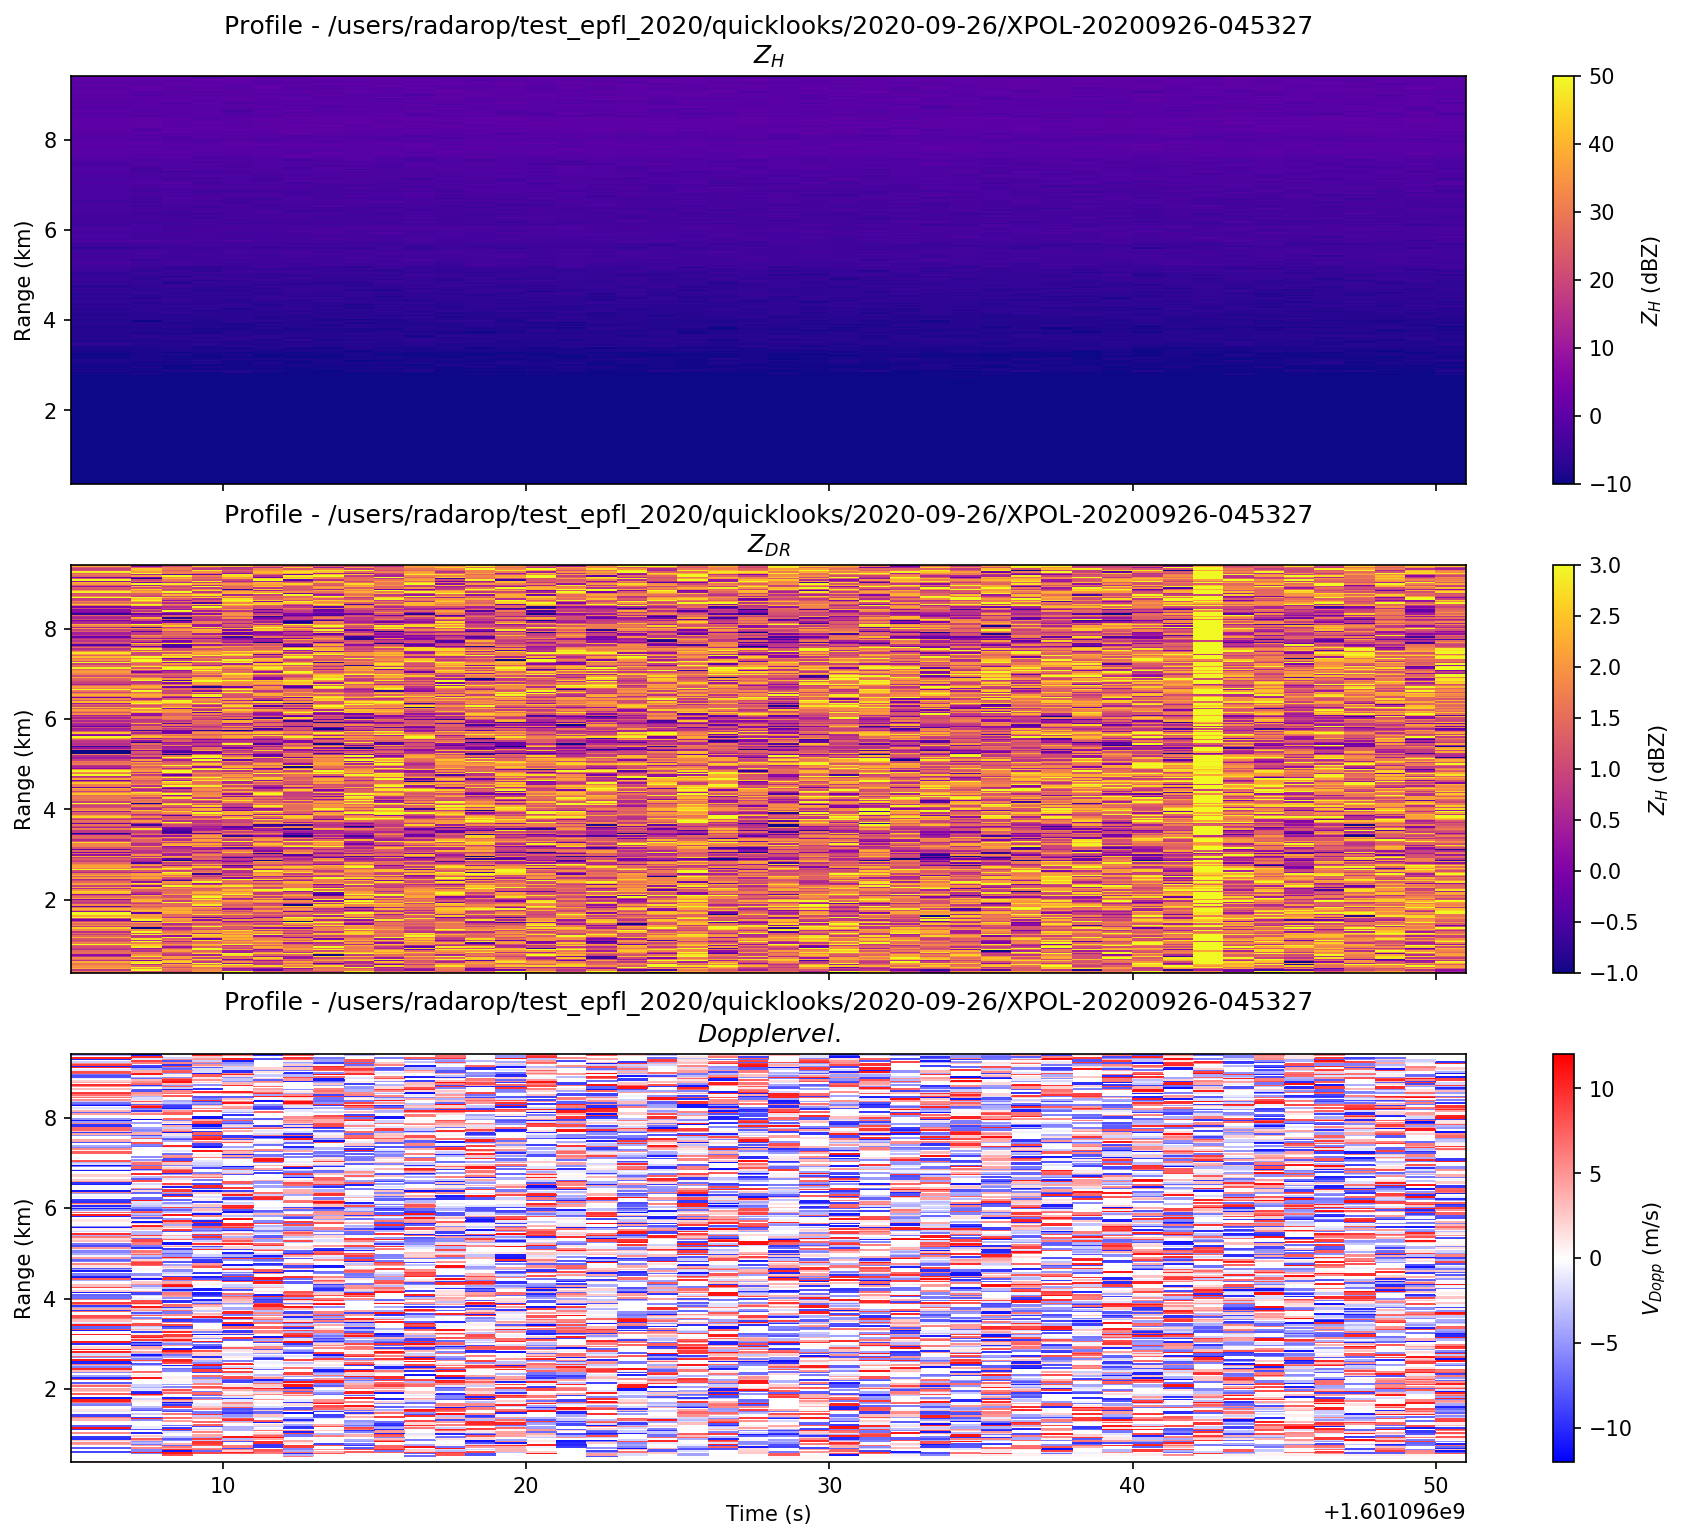 Profile - /users/radarop/test_epfl_2020/quicklooks/2020-09-26/XPOL-20200926-045327
Z_H
Range (km)
8
6
4
2
50
40
30
20
10
0
−10
Z_H (dBZ)
Profile - /users/radarop/test_epfl_2020/quicklooks/2020-09-26/XPOL-20200926-045327
Z_DR
Range (km)
8
6
4
2
3.0
2.5
2.0
1.5
1.0
0.5
0.0
−0.5
−1.0
Z_H (dBZ)
Profile - /users/radarop/test_epfl_2020/quicklooks/2020-09-26/XPOL-20200926-045327
Dopplervel.
Range (km)
8
6
4
2
10
5
0
−5
−10
V_Dopp (m/s)
10 20 30 40 50
Time (s)
+1.601096e9